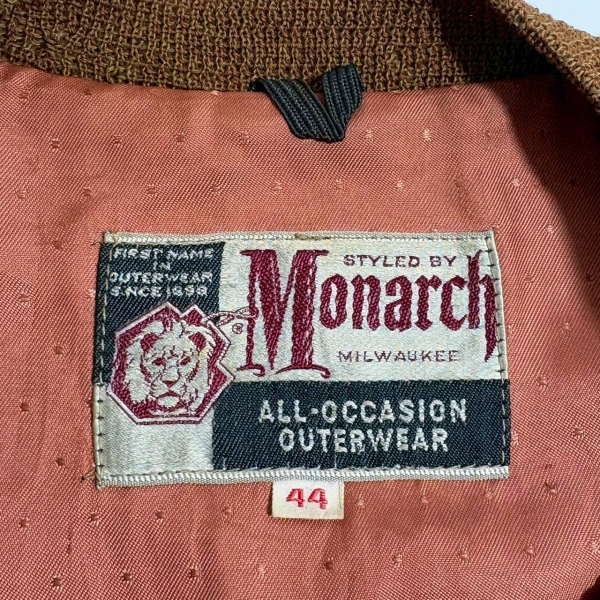 FIRST NAME
IN
OUTERWEAR
SINCE 1898
STYLED BY
Monarch
®
MILWAUKEE
ALL-OCCASION
OUTERWEAR
44